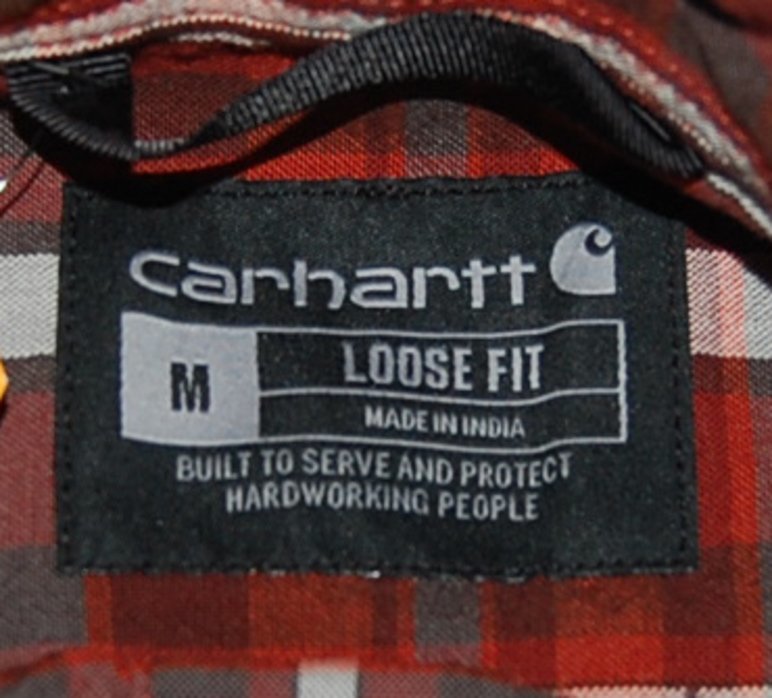 carhartt
M
LOOSE FIT
MADE IN INDIA
BUILT TO SERVE AND PROTECT
HARDWORKING PEOPLE